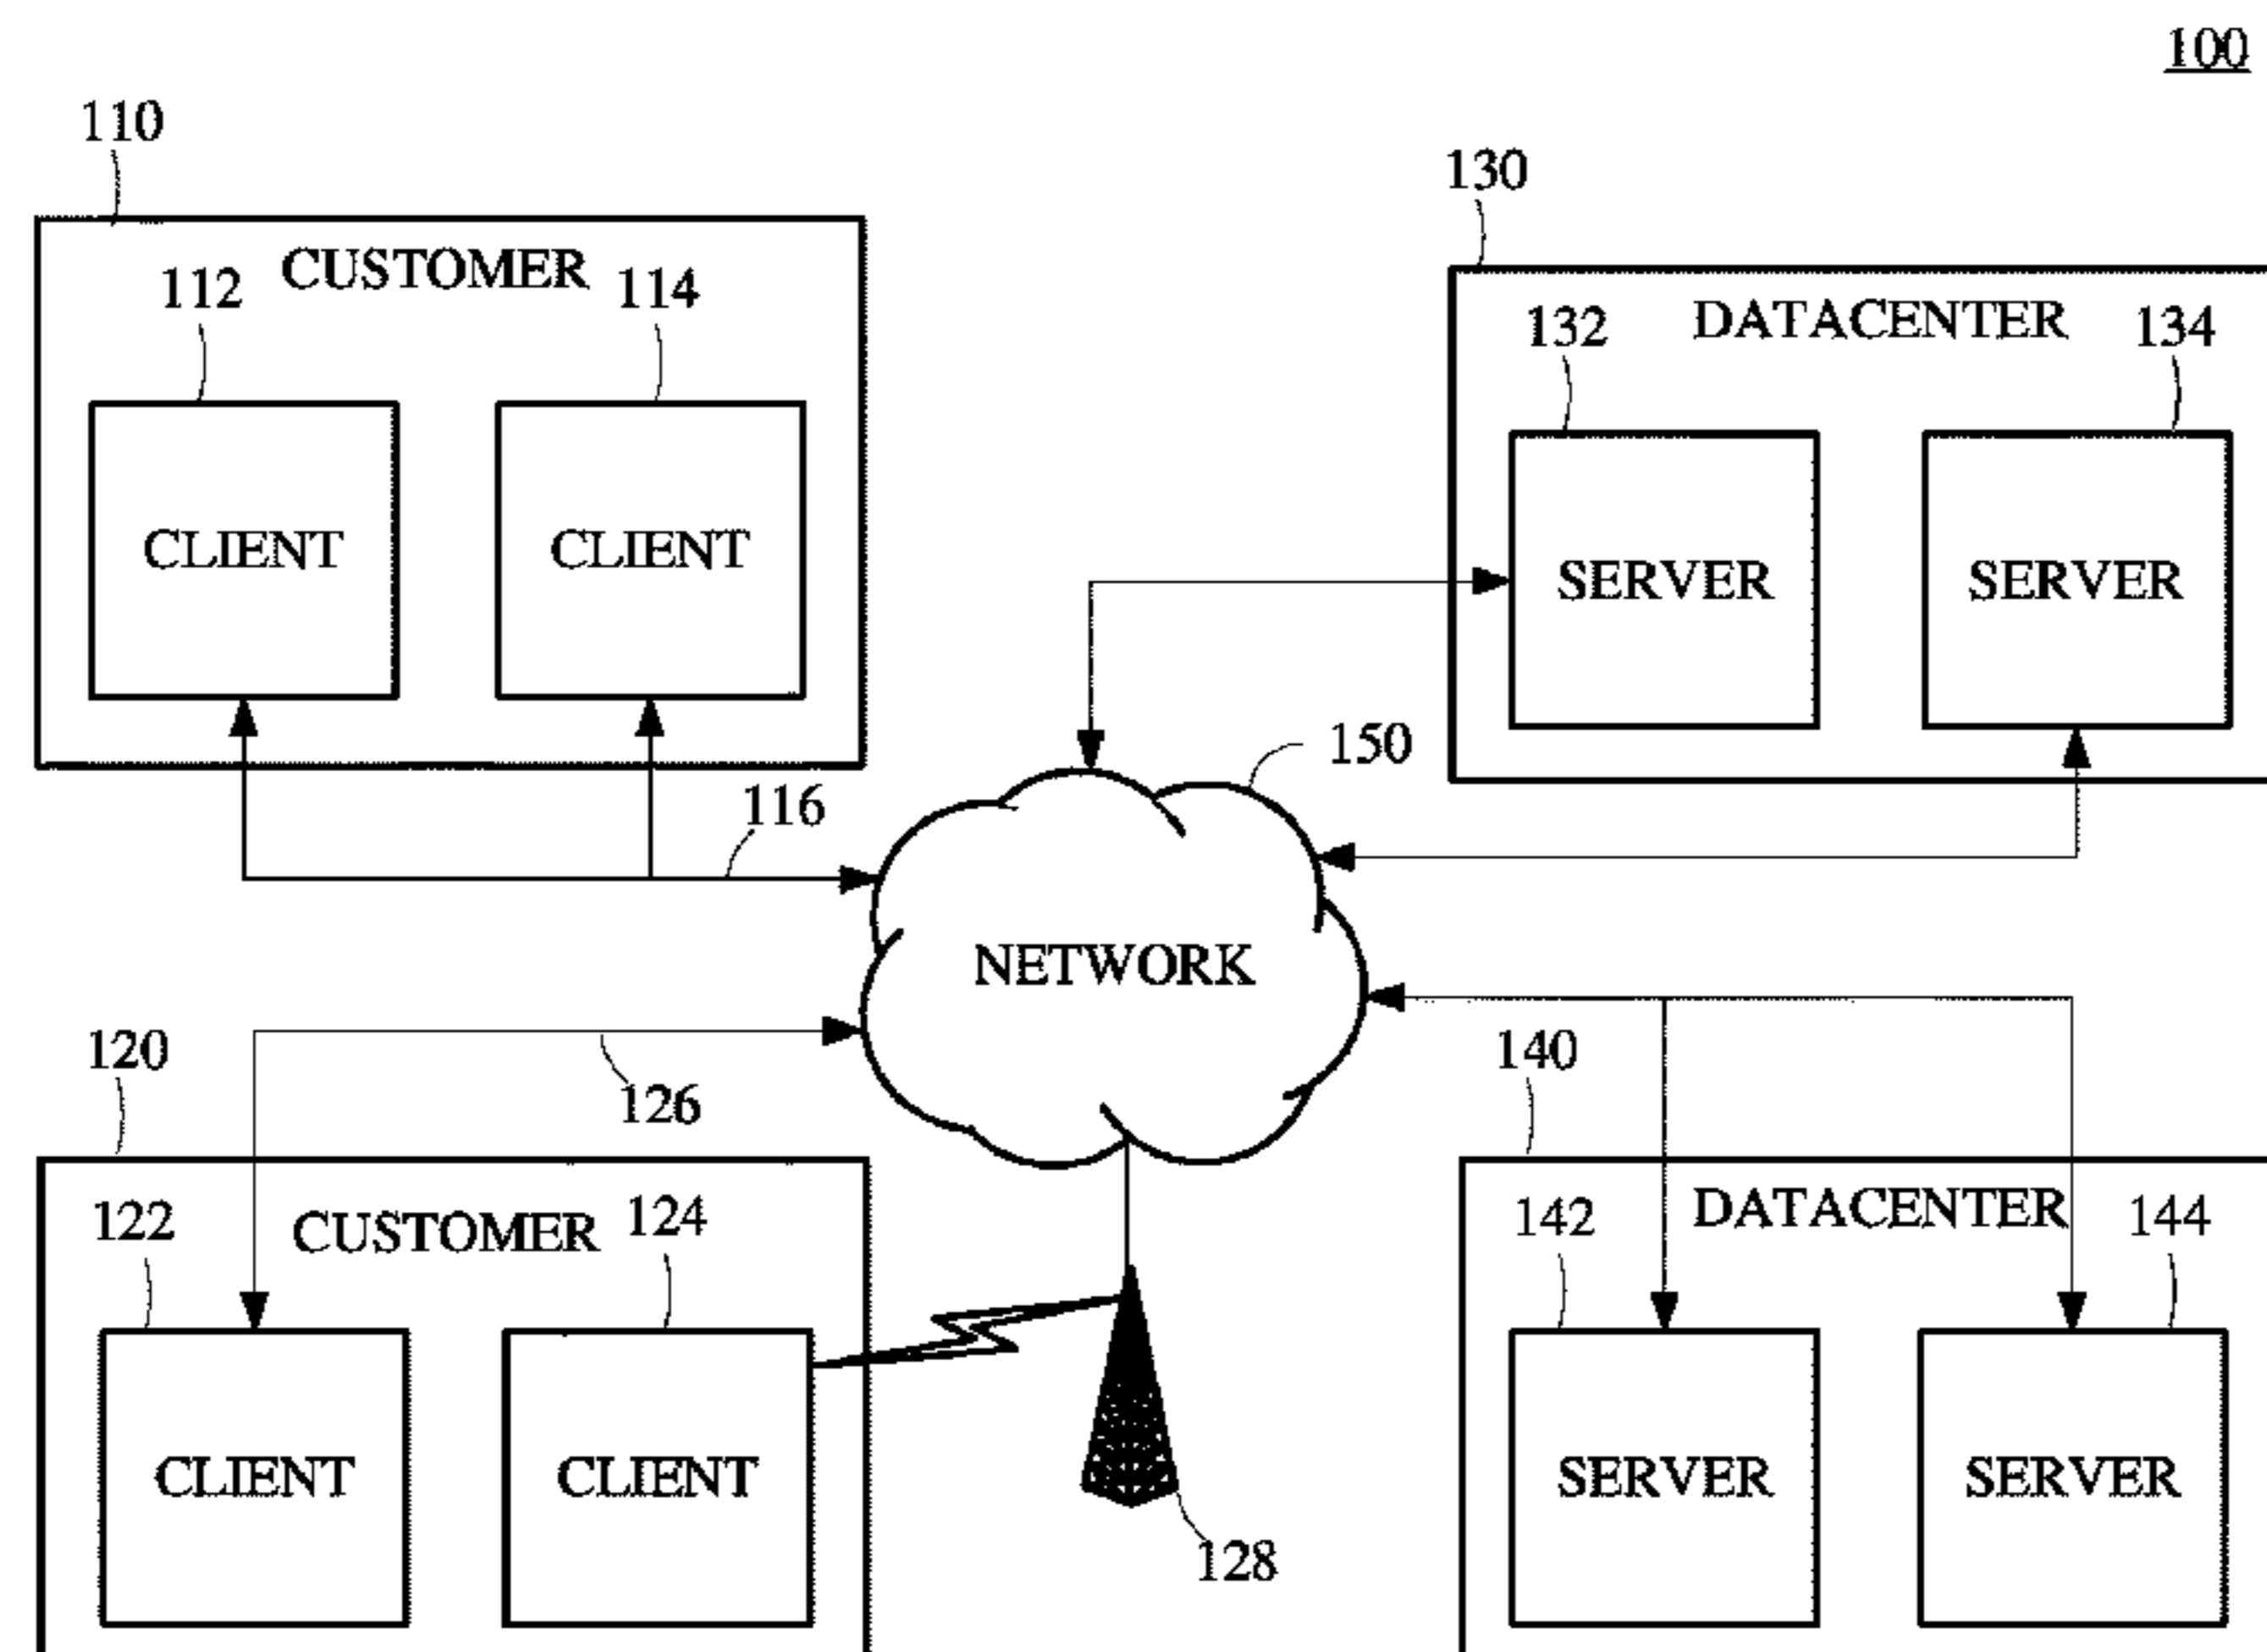 100
110
130
CUSTOMER
112
114
DATACENTER
132
134
CLIENT
CLIENT
SERVER
SERVER
150
116
NETWORK
120
126
140
CUSTOMER
122
124
DATACENTER
142
144
CLIENT
CLIENT
SERVER
SERVER
128